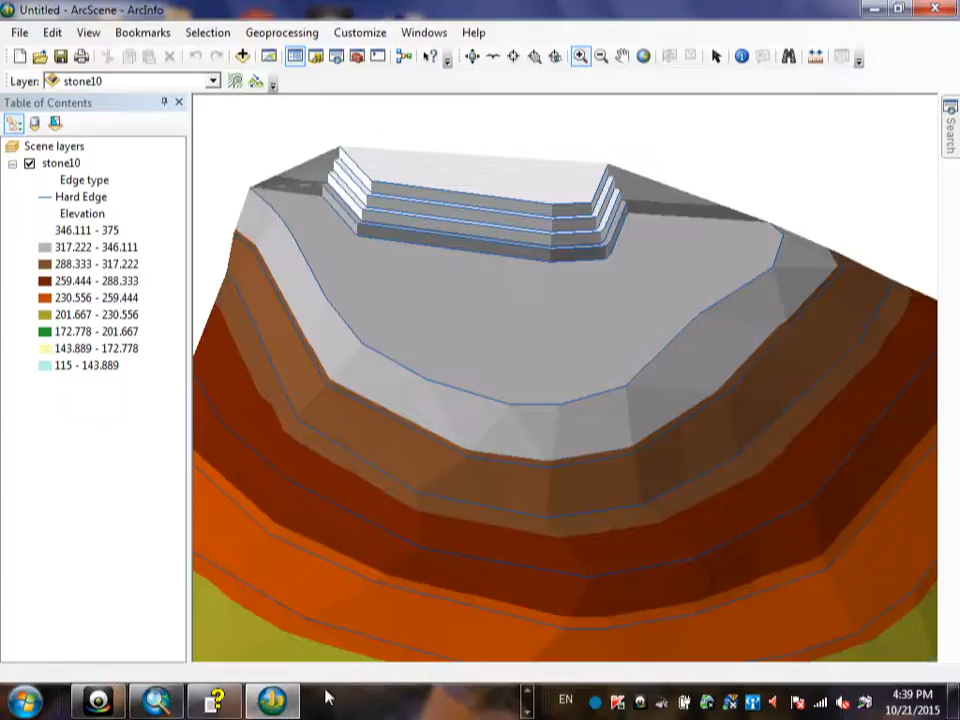 Untitled - ArcScene - ArcInfo
File Edit View Bookmarks Selection Geoprocessing Customize Windows Help
Layer: stone10
Table of Contents
Scene layers
stone10
Edge type
Hard Edge
Elevation
346.111 - 375
317.222 - 346.111
288.333 - 317.222
259.444 - 288.333
230.556 - 259.444
201.667 - 230.556
172.778 - 201.667
143.889 - 172.778
115 - 143.889
Search
EN
4:39 PM
10/21/2015